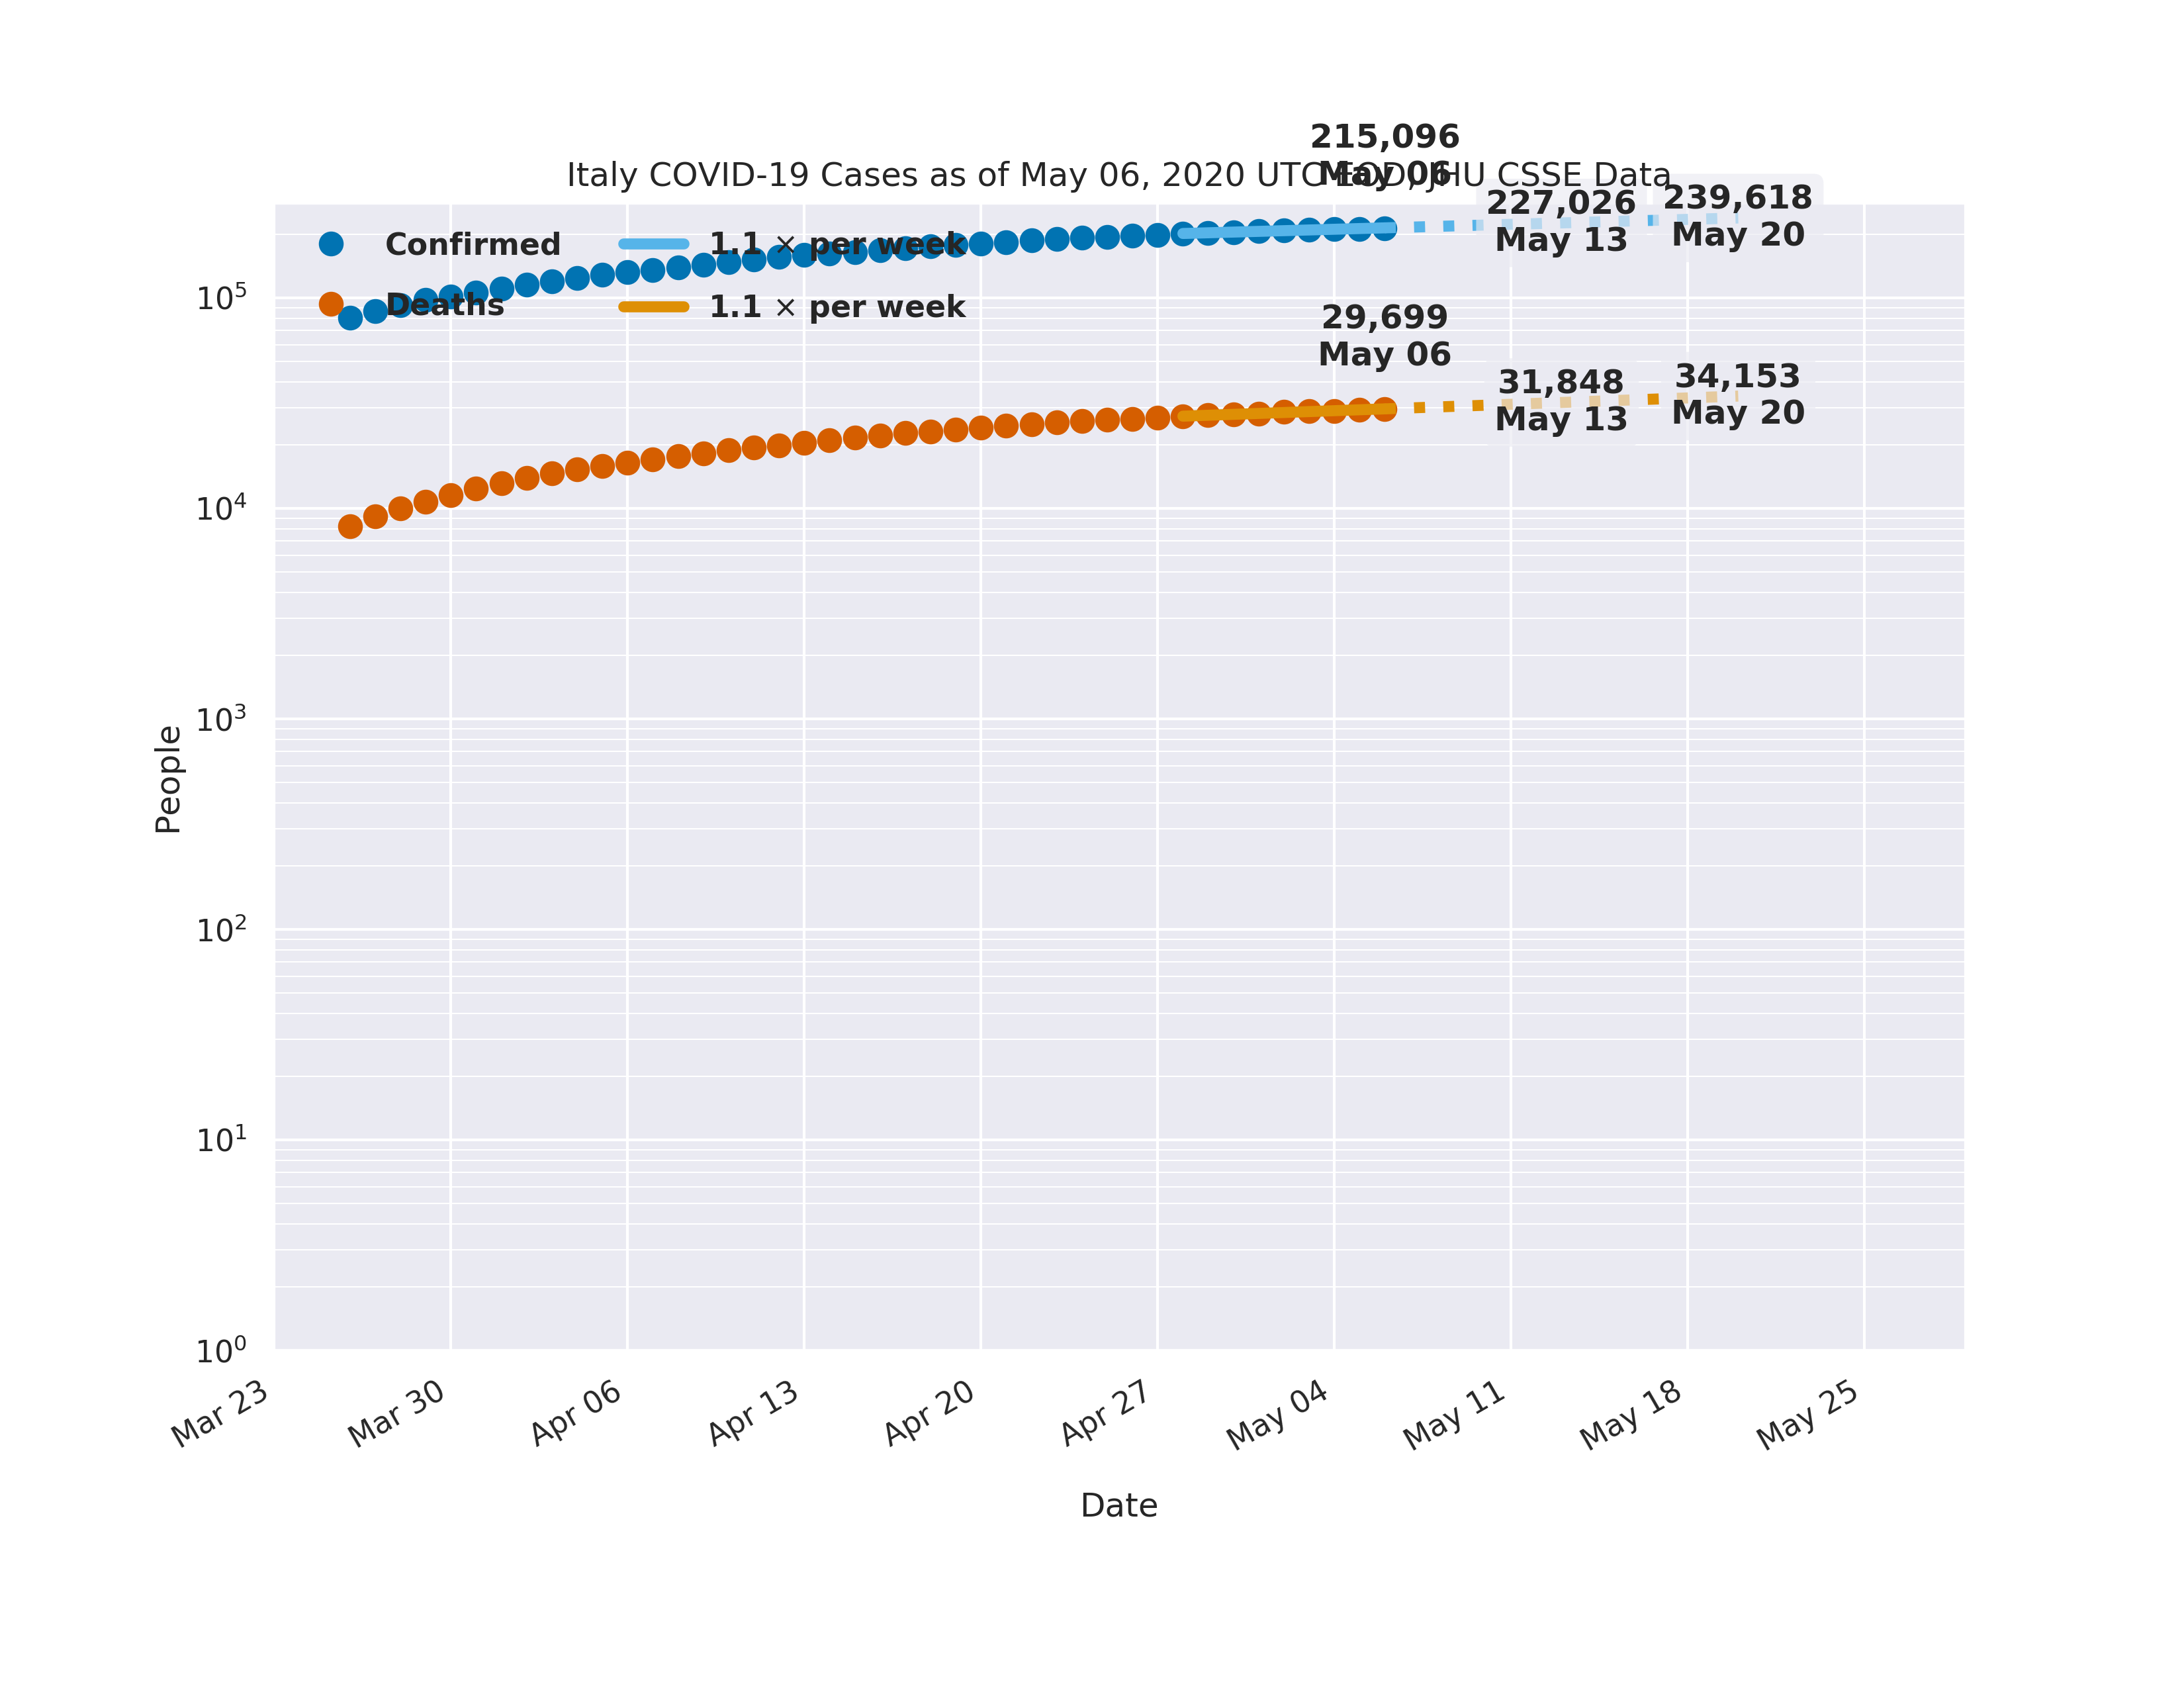 215,096
May 06
Italy COVID-19 Cases as of May 06, 2020 UTC EOD, JHU CSSE Data
227,026
May 13
239,618
May 20
Confirmed
1.1 × per week
Deaths
1.1 × per week
29,699
May 06
31,848
May 13
34,153
May 20
People
10⁵
10⁴
10³
10²
10¹
10⁰
Mar 23
Mar 30
Apr 06
Apr 13
Apr 20
Apr 27
May 04
May 11
May 18
May 25
Date